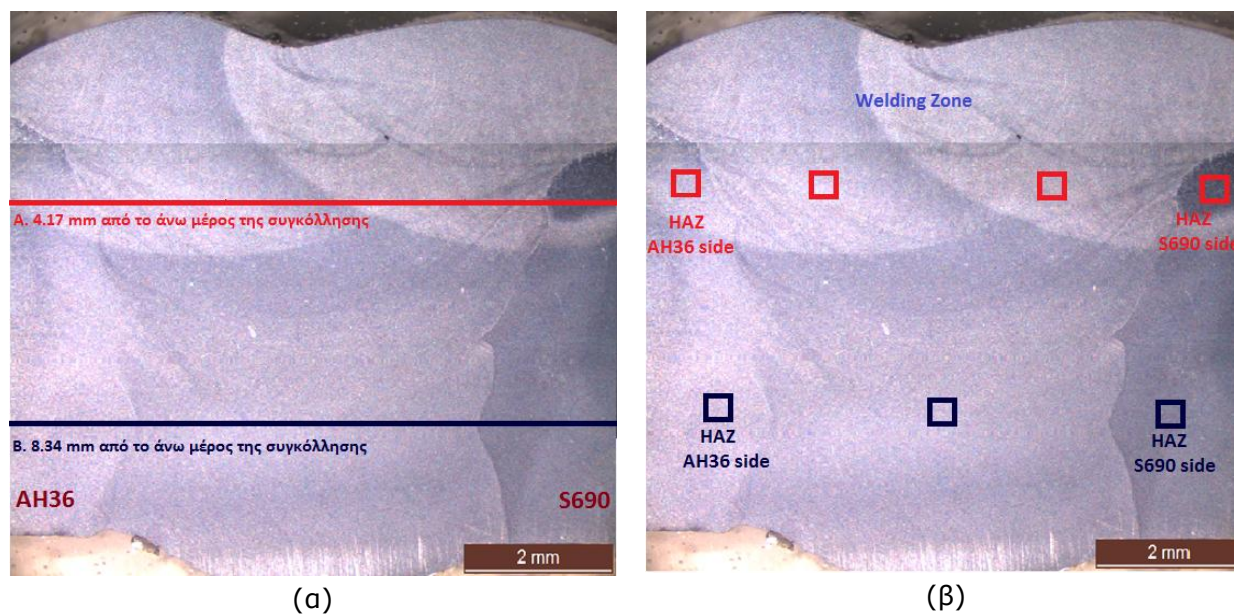 A. 4.17 mm από το άνω μέρος της συγκόλλησης
B. 8.34 mm από το άνω μέρος της συγκόλλησης
AH36
S690
2 mm
(α)
Welding Zone
HAZ
AH36 side
HAZ
S690 side
HAZ
AH36 side
HAZ
S690 side
2 mm
(β)